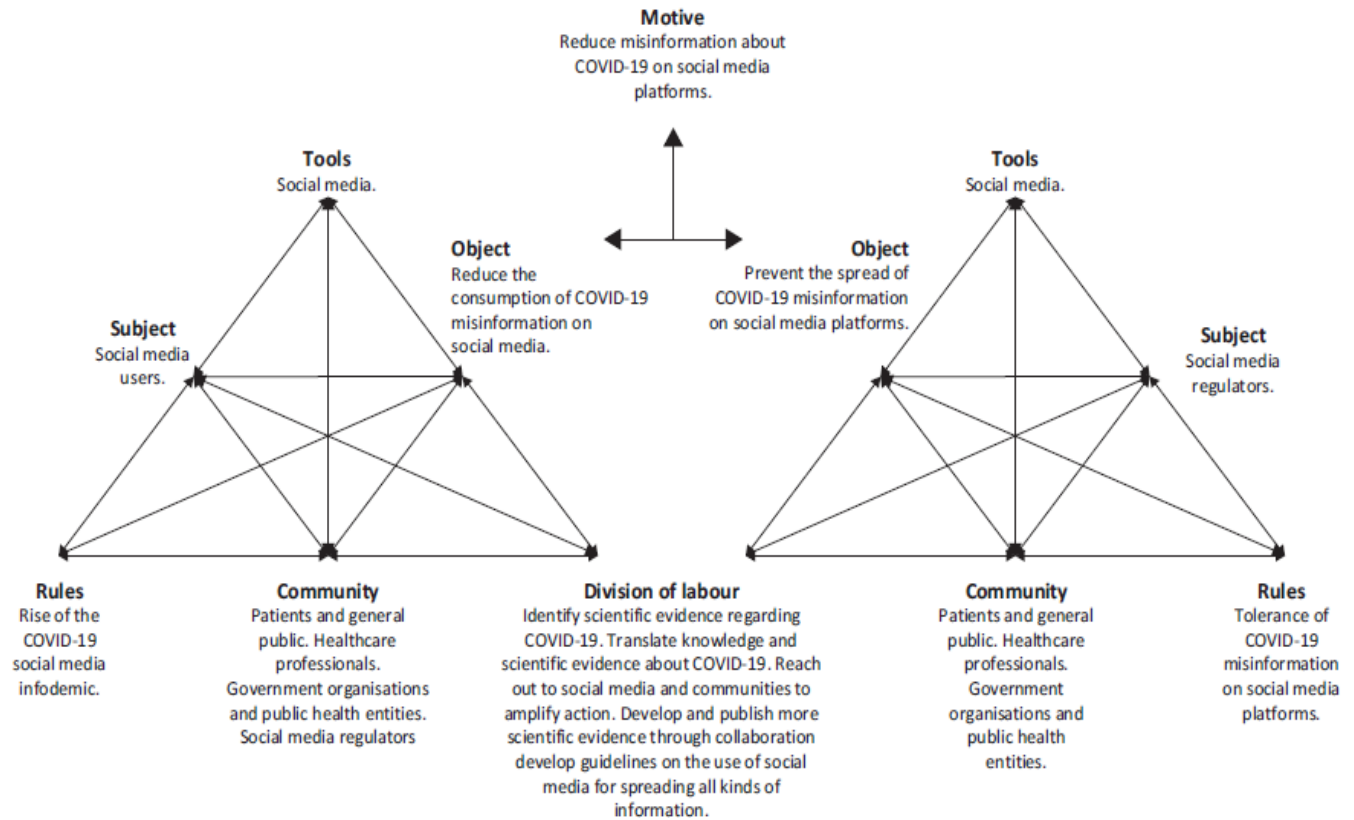 Motive
Reduce misinformation about
COVID-19 on social media
platforms.
Tools
Social media.
Tools
Social media.
Object
Reduce the
consumption of COVID-19
misinformation on
social media.
Object
Prevent the spread of
COVID-19 misinformation
on social media platforms.
Subject
Social media
users.
Subject
Social media
regulators.
Rules
Rise of the
COVID-19
social media
infodemic.
Community
Patients and general
public. Healthcare
professionals.
Government organisations
and public health entities.
Social media regulators
Division of labour
Identify scientific evidence regarding
COVID-19. Translate knowledge and
scientific evidence about COVID-19. Reach
out to social media and communities to
amplify action. Develop and publish more
scientific evidence through collaboration
develop guidelines on the use of social
media for spreading all kinds of
information.
Community
Patients and general
public. Healthcare
professionals.
Government
organisations and
public health
entities.
Rules
Tolerance of
COVID-19
misinformation
on social media
platforms.